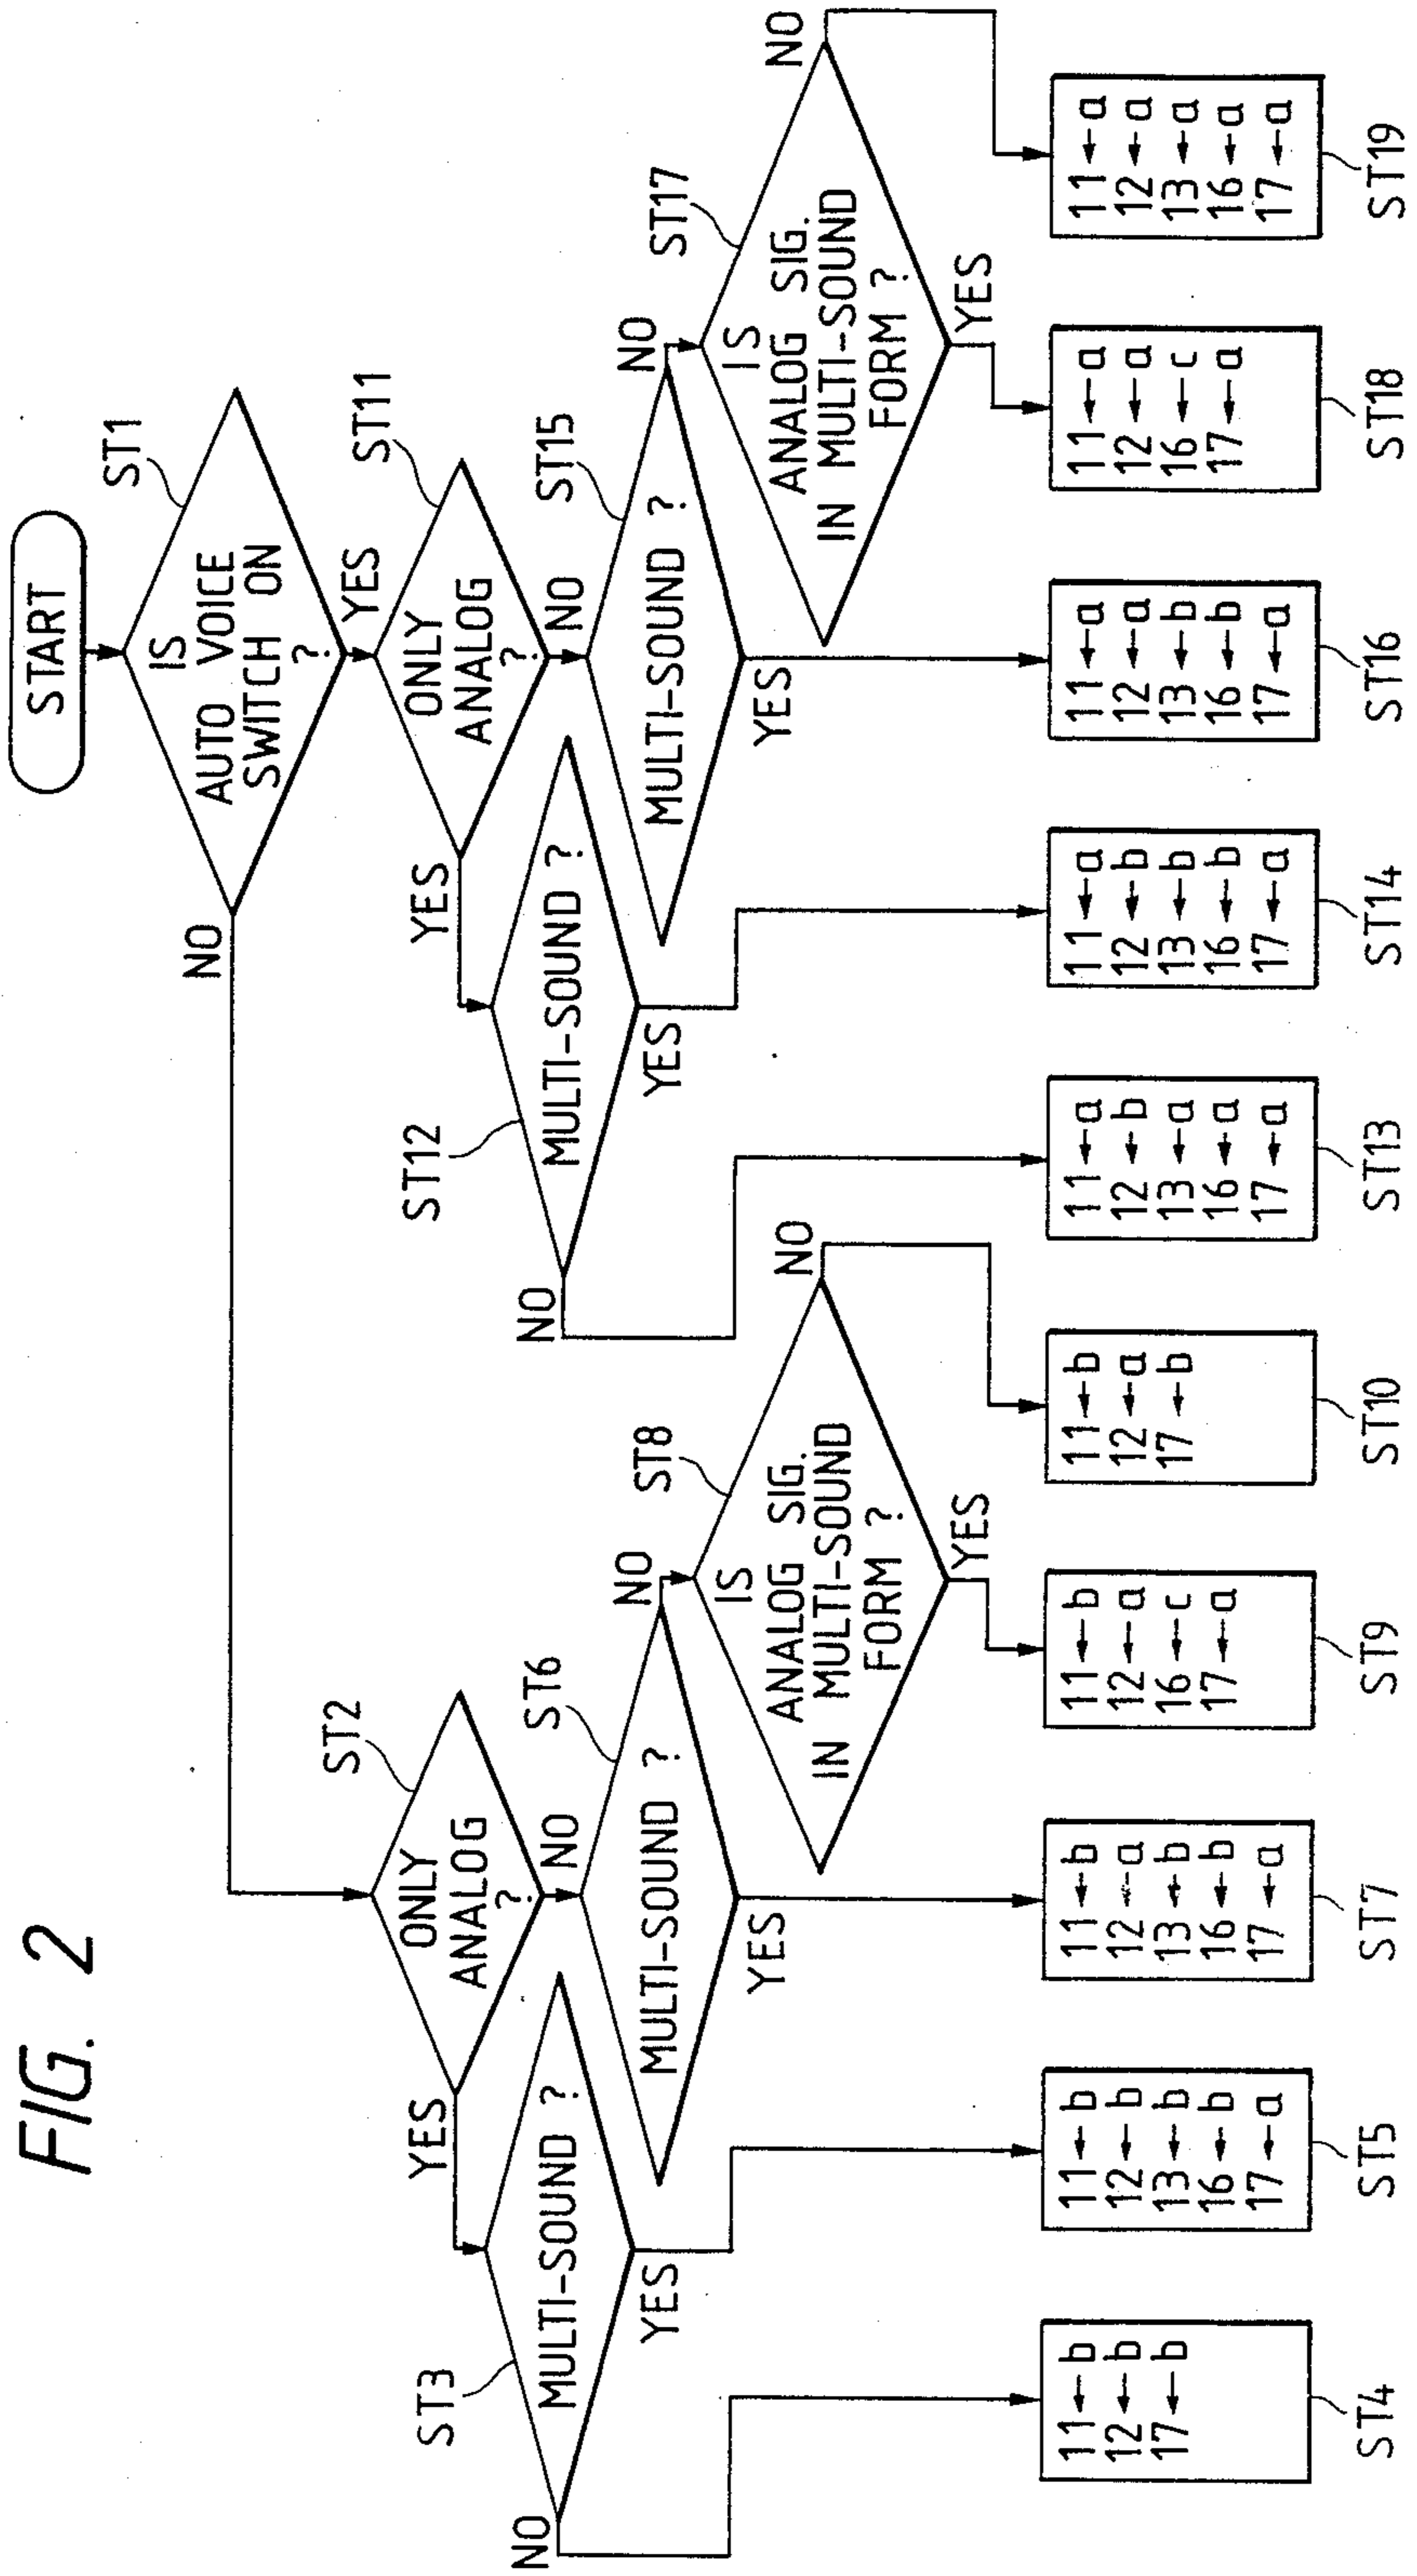 FIG. 2
START
IS
AUTO VOICE
SWITCH ON
?
ST1
NO
YES
ONLY
ANALOG
?
ST2
YES
NO
ONLY
ANALOG
?
ST11
YES
NO
MULTI-SOUND ?
ST3
NO
YES
MULTI-SOUND ?
ST6
NO
YES
MULTI-SOUND ?
ST12
NO
YES
MULTI-SOUND ?
ST15
NO
YES
IS
ANALOG SIG.
IN MULTI-SOUND
FORM ?
ST8
NO
YES
IS
ANALOG SIG.
IN MULTI-SOUND
FORM ?
ST17
NO
YES
11←b
12←b
17←b
ST4
11←b
12←b
13←b
16←b
17←a
ST5
11←b
12←a
13←b
16←b
17←a
ST7
11←b
12←a
16←c
17←a
ST9
11←b
12←a
17←b
ST10
11←a
12←b
13←a
16←a
17←a
ST13
11←a
12←b
13←b
16←b
17←a
ST14
11←a
12←a
13←b
16←b
17←a
ST16
11←a
12←a
16←c
17←a
ST18
11←a
12←a
13←a
16←a
17←a
ST19